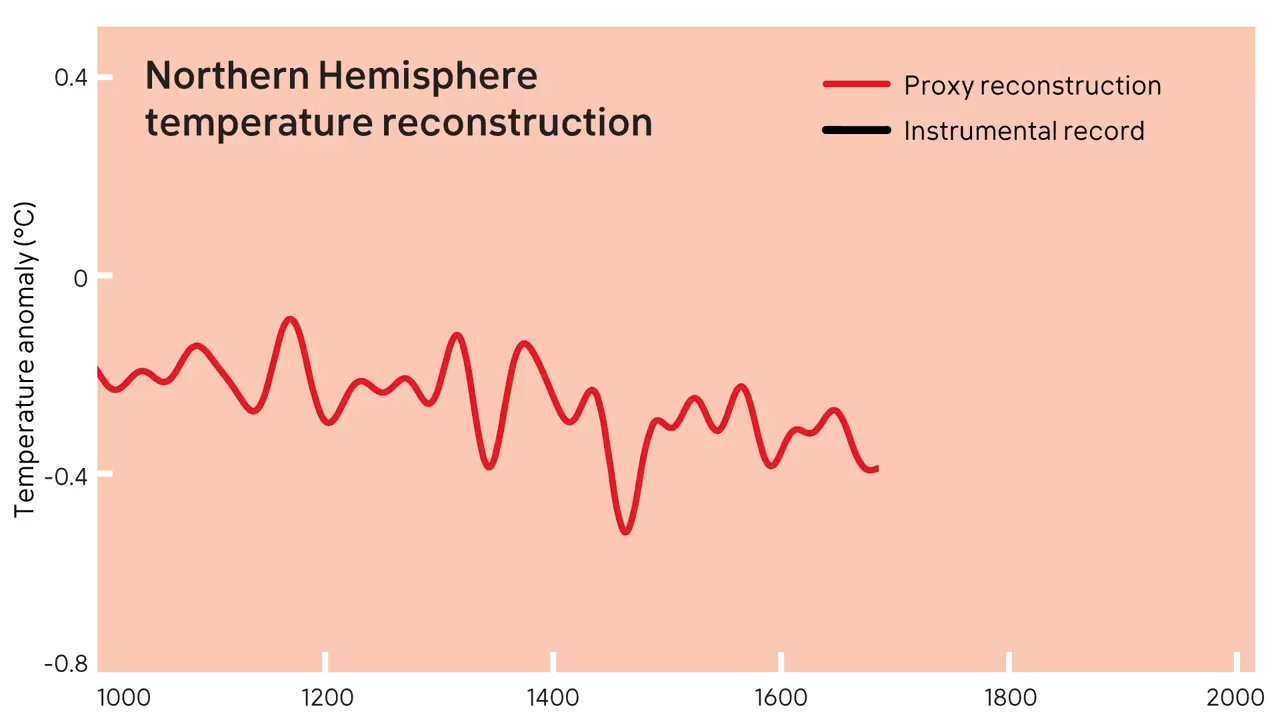 Northern Hemisphere
temperature reconstruction
Proxy reconstruction
Instrumental record
Temperature anomaly (°C)
0.4
0
-0.4
-0.8
1000 1200 1400 1600 1800 2000